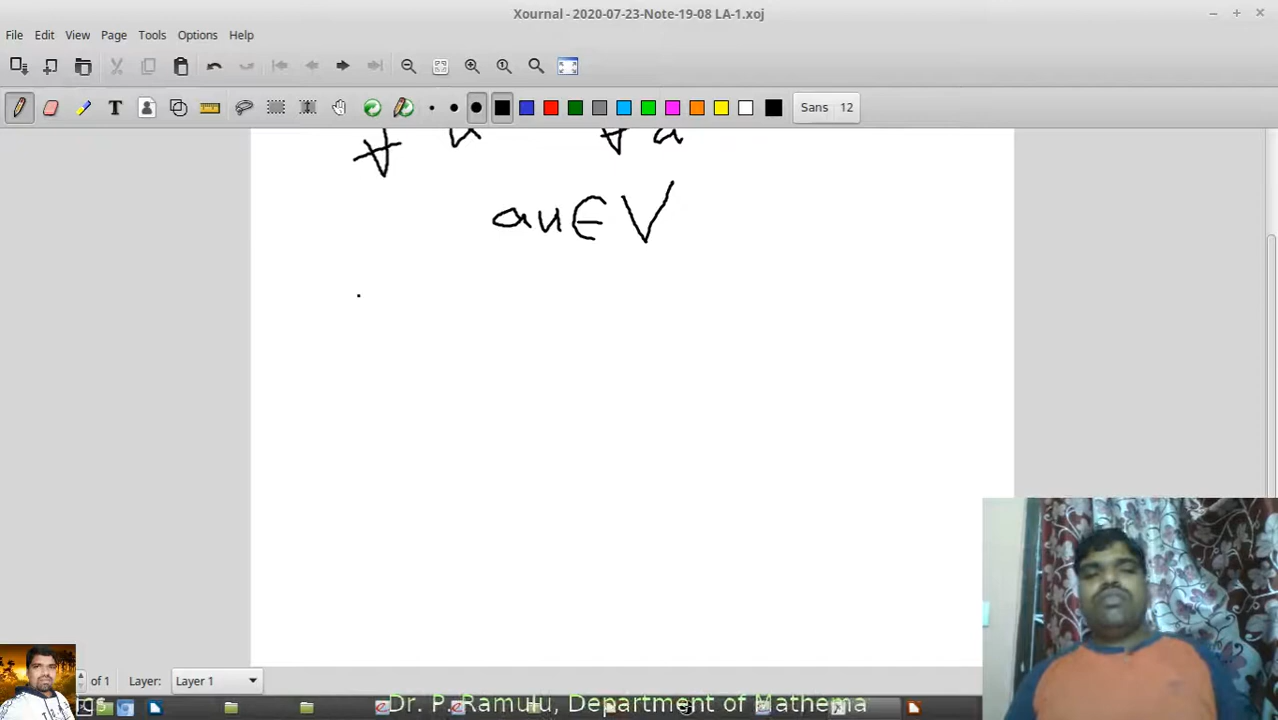 Xournal - 2020-07-23-Note-19-08 LA-1.xoj
File Edit View Page Tools Options Help
Sans 12
∀ u ∀ a
au∈V
of 1 Layer: Layer 1
cs
Dr. P. Ramulu, Department of Mathema